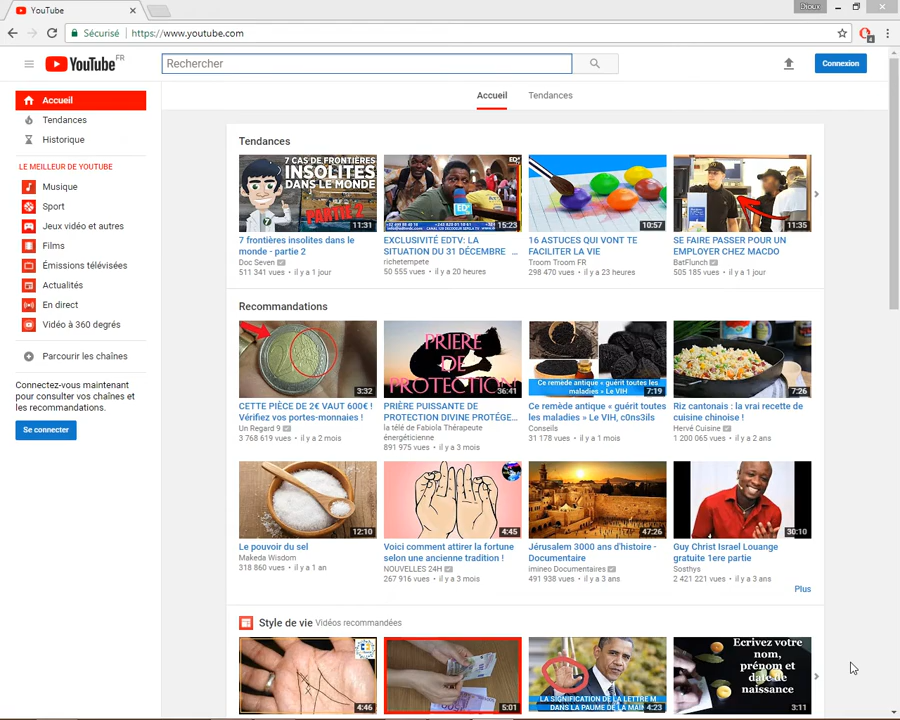 YouTube
Dioux
Sécurisé
https://www.youtube.com
4
YouTube FR
Rechercher
Connexion
Accueil
Tendances
Accueil
Tendances
Historique
LE MEILLEUR DE YOUTUBE
Musique
Sport
Jeux vidéo et autres
Films
Émissions télévisées
Actualités
En direct
Vidéo à 360 degrés
Parcourir les chaînes
Connectez-vous maintenant
pour consulter vos chaînes et
les recommandations.
Se connecter
Tendances
7 CAS DE FRONTIÈRES
INSOLITES
DANS LE MONDE
PARTIE 2
7
11:31
7 frontières insolites dans le
monde - partie 2
Doc Seven
511 341 vues • il y a 1 jour
15:23
EXCLUSIVITÉ EDTV: LA
SITUATION DU 31 DÉCEMBRE ...
richetempete
50 555 vues • il y a 20 heures
10:57
16 ASTUCES QUI VONT TE
FACILITER LA VIE
Troom Troom FR
298 470 vues • il y a 23 heures
11:35
SE FAIRE PASSER POUR UN
EMPLOYER CHEZ MACDO
BatFlunch
505 185 vues • il y a 1 jour
Recommandations
3:32
CETTE PIÈCE DE 2€ VAUT 600€ !
Vérifiez vos portes-monnaies !
Un Regard 9
3 768 619 vues • il y a 2 mois
PRIERE
DE
PROTECTION
36:41
PRIÈRE PUISSANTE DE
PROTECTION DIVINE PROTÉGE...
la télé de Fabiola Thérapeute
énergéticienne
891 975 vues • il y a 3 mois
Ce remède antique « guérit toutes les
maladies » Le VIH
7:19
Ce remède antique « guérit toutes
les maladies » Le VIH, c0ns3ils
Conseils
31 178 vues • il y a 1 mois
7:26
Riz cantonais : la vrai recette de
cuisine chinoise !
Hervé Cuisine
1 200 065 vues • il y a 2 ans
12:10
Le pouvoir du sel
Makeda Wisdom
318 860 vues • il y a 1 an
4:45
Voici comment attirer la fortune
selon une ancienne tradition !
NOUVELLES 24H
267 916 vues • il y a 3 mois
47:26
Jérusalem 3000 ans d'histoire -
Documentaire
imineo Documentaires
491 938 vues • il y a 3 ans
30:10
Guy Christ Israel Louange
gratuite 1ere partie
Sosthys
2 421 221 vues • il y a 3 ans
Plus
Style de vie Vidéos recommandées
4:46
5:01
LA SIGNIFICATION DE LA LETTRE M
DANS LA PAUME DE LA MAIN
4:23
Ecrivez votre
nom,
prénom et
date de
naissance
3:11